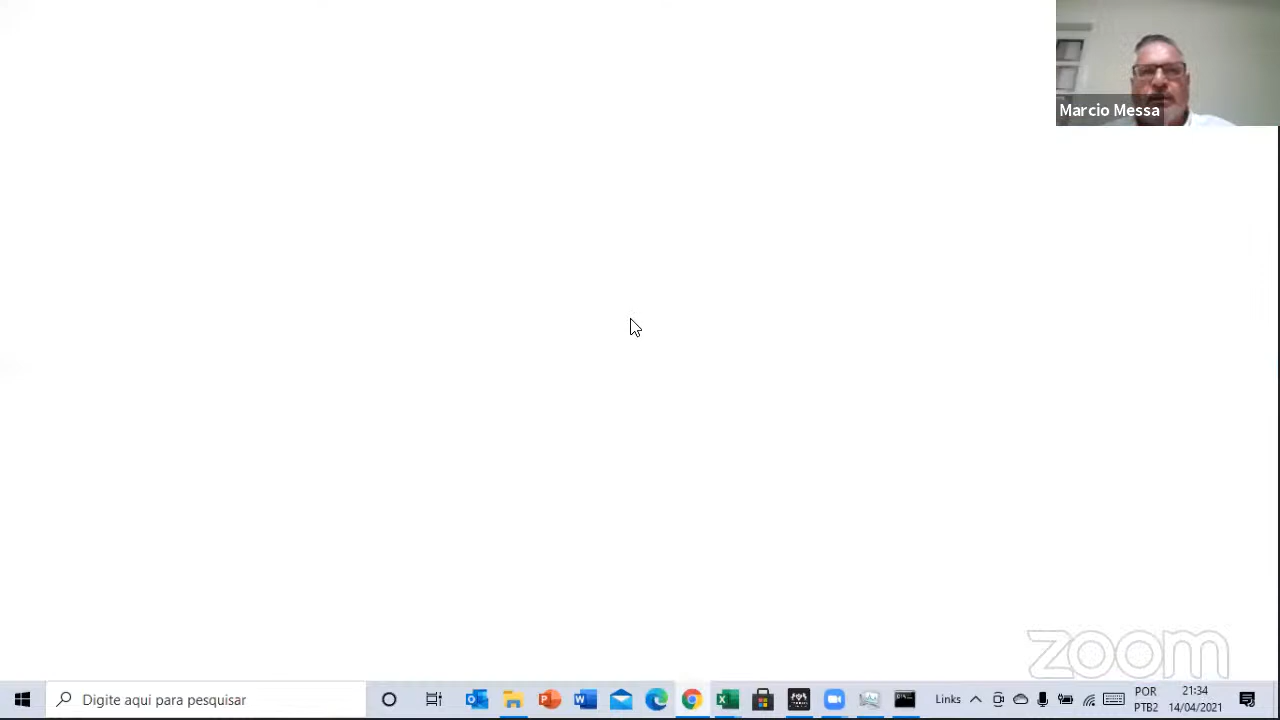 Marcio Messa
zoom
Digite aqui para pesquisar
Links
POR
PTB2
21:34
14/04/2021